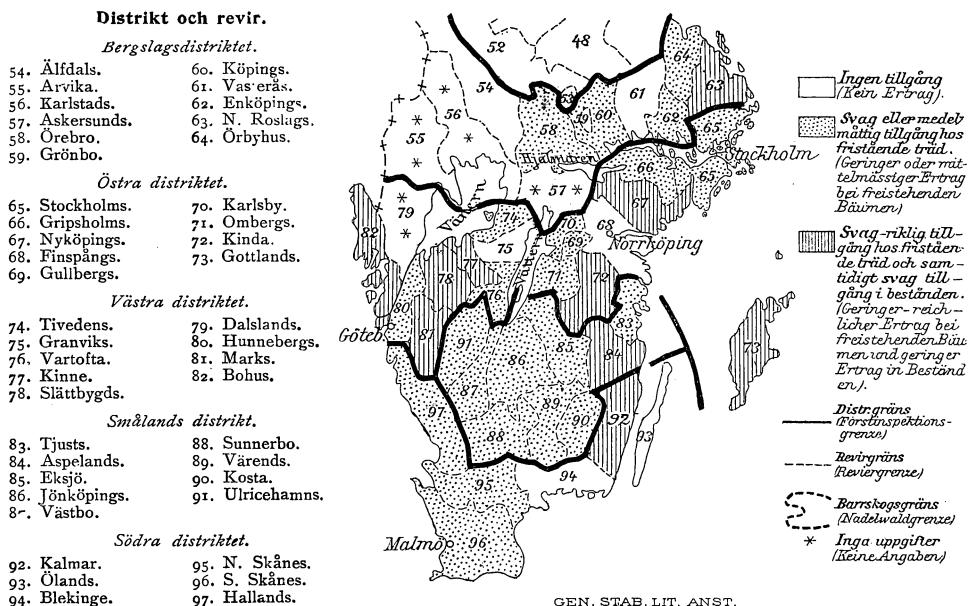 Distrikt och revir.
Bergslagsdistriktet.
54. Älfdals.
55. Arvika.
56. Karlstads.
57. Askersunds.
58. Örebro.
59. Grönbo.
60. Köpings.
61. Vasterås.
62. Enköpings.
63. N. Roslags.
64. Örbyhus.
Östra distriktet.
65. Stockholms.
66. Gripsholms.
67. Nyköpings.
68. Finspångs.
69. Gullbergs.
70. Karlsby.
71. Ombergs.
72. Kinda.
73. Gottlands.
Västra distriktet.
74. Tivedens.
75. Granviks.
76. Vartofta.
77. Kinne.
78. Slättbygds.
79. Dalslands.
80. Hunnebergs.
81. Marks.
82. Bohus.
Smålands distrikt.
83. Tjusts.
84. Aspelands.
85. Eksjö.
86. Jönköpings.
8-. Västbo.
88. Sunnerbo.
89. Värends.
90. Kosta.
91. Ulricehamns.
Södra distriktet.
92. Kalmar.
93. Ölands.
94. Blekinge.
95. N. Skånes.
96. S. Skånes.
97. Hallands.
52
48
54
64
63
61
56
55
58
59
60
62
65
Hjälmaren
Stockholm
66
65
57
67
79
Vänern
74
70
68
Norrköping
82
75
69
Vättern
78
77
71
72
76
80
83
Göteb.
81
91
85
84
73
86
87
89
97
90
92
88
93
94
95
Malmö
96
Ingen tillgång
(Kein Ertrag).
Svag eller medel-
måttig tillgång hos
fristående träd.
(Geringer oder mit-
telmässiger Ertrag
bei freistehenden
Bäumen)
Svag-riklig till-
gång hos friståen-
de träd och sam-
tidigt svag till-
gång i bestånden.
(Geringer-reich-
licher Ertrag bei
freistehenden Bäu-
men und geringer
Ertrag in Beständ
en).
Distr.gräns
(Forstinspektions-
grenze)
Revirgräns
(Reviergrenze)
Barrskogsgräns
(Nadelwaldgrenze)
* Inga uppgifter
(Keine Angaben)
GEN. STAB. LIT. ANST.